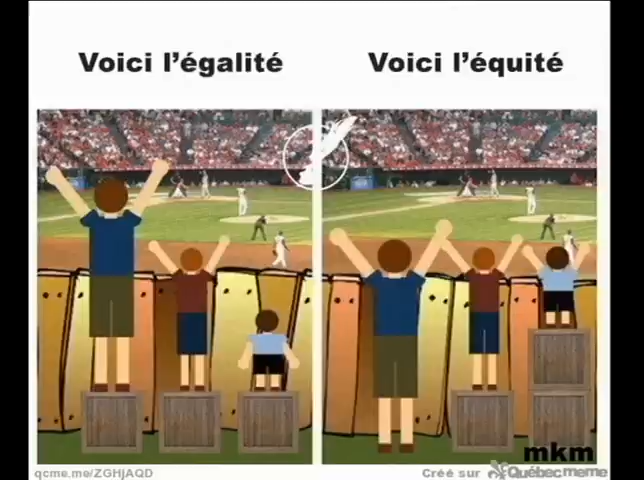 Voici l'égalité
Voici l'équité
mkm
qcme.me/ZGHJAQD
Créé sur Québecmeme